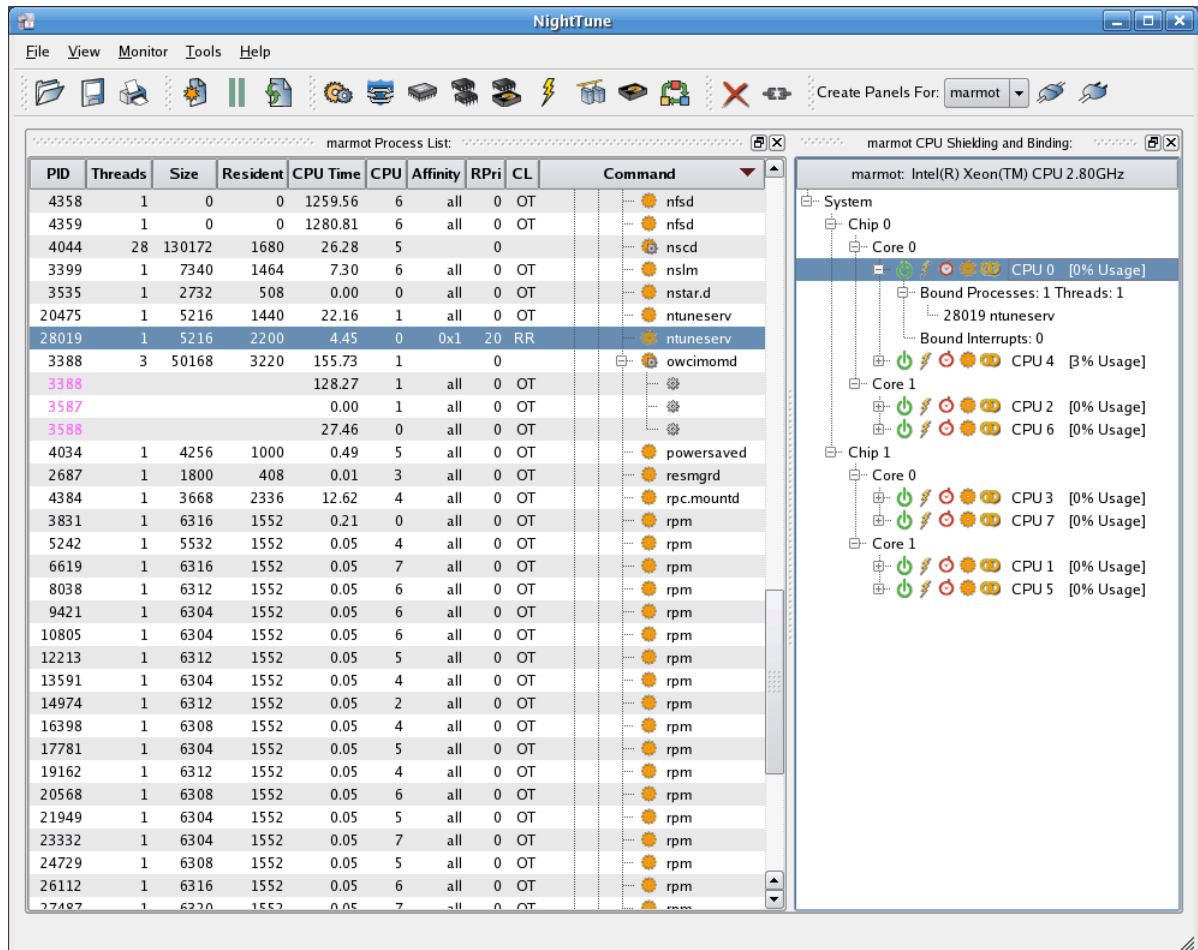 NightTune
File View Monitor Tools Help
Create Panels For: marmot
marmot Process List:
PID Threads Size Resident CPU Time CPU Affinity RPri CL Command
4358 1 0 0 1259.56 6 all 0 OT nfsd
4359 1 0 0 1280.81 6 all 0 OT nfsd
4044 28 130172 1680 26.28 5 0 nscd
3399 1 7340 1464 7.30 6 all 0 OT nslm
3535 1 2732 508 0.00 0 all 0 OT nstar.d
20475 1 5216 1440 22.16 1 all 0 OT ntuneserv
28019 1 5216 2200 4.45 0 0x1 20 RR ntuneserv
3388 3 50168 3220 155.73 1 0 owcimomd
3388 128.27 1 all 0 OT
3587 0.00 1 all 0 OT
3588 27.46 0 all 0 OT
4034 1 4256 1000 0.49 5 all 0 OT powersaved
2687 1 1800 408 0.01 3 all 0 OT resmgrd
4384 1 3668 2336 12.62 4 all 0 OT rpc.mountd
3831 1 6316 1552 0.21 0 all 0 OT rpm
5242 1 5532 1552 0.05 4 all 0 OT rpm
6619 1 6316 1552 0.05 7 all 0 OT rpm
8038 1 6312 1552 0.05 6 all 0 OT rpm
9421 1 6304 1552 0.05 6 all 0 OT rpm
10805 1 6304 1552 0.05 6 all 0 OT rpm
12213 1 6312 1552 0.05 5 all 0 OT rpm
13591 1 6304 1552 0.05 4 all 0 OT rpm
14974 1 6312 1552 0.05 2 all 0 OT rpm
16398 1 6308 1552 0.05 4 all 0 OT rpm
17781 1 6304 1552 0.05 5 all 0 OT rpm
19162 1 6312 1552 0.05 4 all 0 OT rpm
20568 1 6308 1552 0.05 6 all 0 OT rpm
21949 1 6304 1552 0.05 5 all 0 OT rpm
23332 1 6304 1552 0.05 7 all 0 OT rpm
24729 1 6308 1552 0.05 5 all 0 OT rpm
26112 1 6316 1552 0.05 6 all 0 OT rpm
27487 1 6320 1552 0.05 7 all 0 OT rpm
marmot CPU Shielding and Binding:
marmot: Intel(R) Xeon(TM) CPU 2.80GHz
System
Chip 0
Core 0
CPU 0 [0% Usage]
Bound Processes: 1 Threads: 1
28019 ntuneserv
Bound Interrupts: 0
CPU 4 [3% Usage]
Core 1
CPU 2 [0% Usage]
CPU 6 [0% Usage]
Chip 1
Core 0
CPU 3 [0% Usage]
CPU 7 [0% Usage]
Core 1
CPU 1 [0% Usage]
CPU 5 [0% Usage]